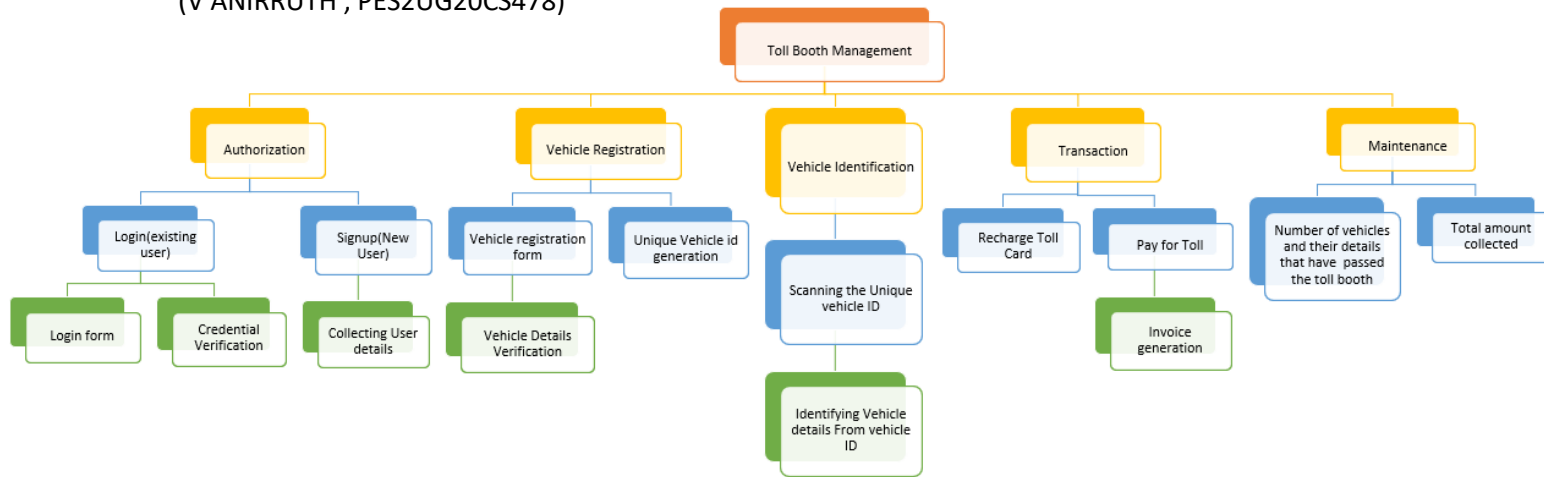 (V ANIRRUTH , PES2UG20CS478)
Toll Booth Management
Authorization
Vehicle Registration
Vehicle Identification
Transaction
Maintenance
Login(existing
user)
Signup(New
User)
Vehicle registration
form
Unique Vehicle id
generation
Scanning the Unique
vehicle ID
Recharge Toll
Card
Pay for Toll
Number of vehicles
and their details
that have passed
the toll booth
Total amount
collected
Login form
Credential
Verification
Collecting User
details
Vehicle Details
Verification
Identifying Vehicle
details From vehicle
ID
Invoice
generation